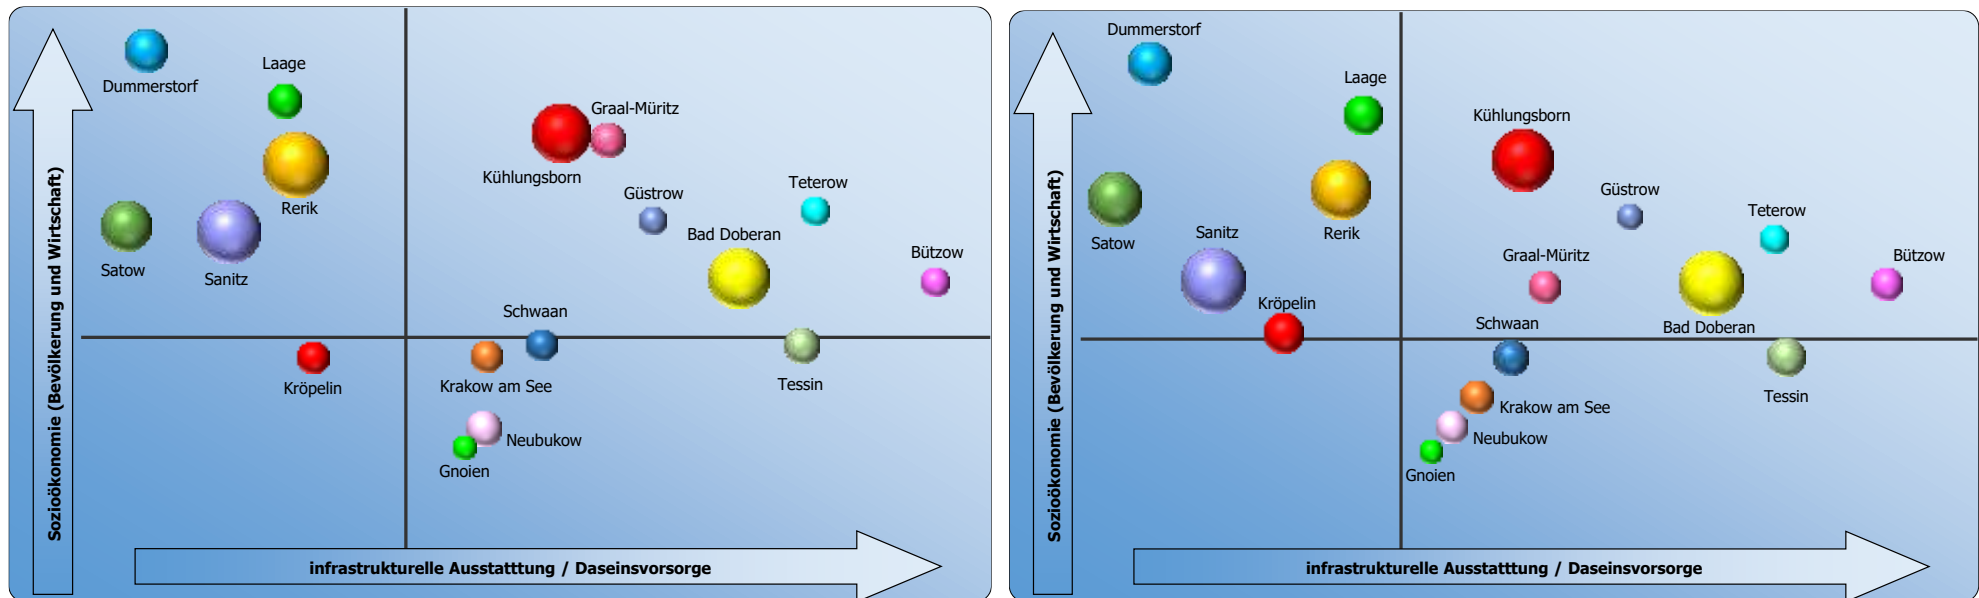 Dummerstorf
Laage
Graal-Müritz
Kühlungsborn
Güstrow
Teterow
Rerik
Bad Doberan
Bützow
Satow
Sanitz
Schwaan
Kröpelin
Krakow am See
Tessin
Neubukow
Gnoien
Sozioökonomie (Bevölkerung und Wirtschaft)
infrastrukturelle Ausstatttung / Daseinsvorsorge
Dummerstorf
Laage
Kühlungsborn
Güstrow
Teterow
Satow
Sanitz
Rerik
Graal-Müritz
Bützow
Kröpelin
Schwaan
Bad Doberan
Tessin
Krakow am See
Neubukow
Gnoien
Sozioökonomie (Bevölkerung und Wirtschaft)
infrastrukturelle Ausstatttung / Daseinsvorsorge